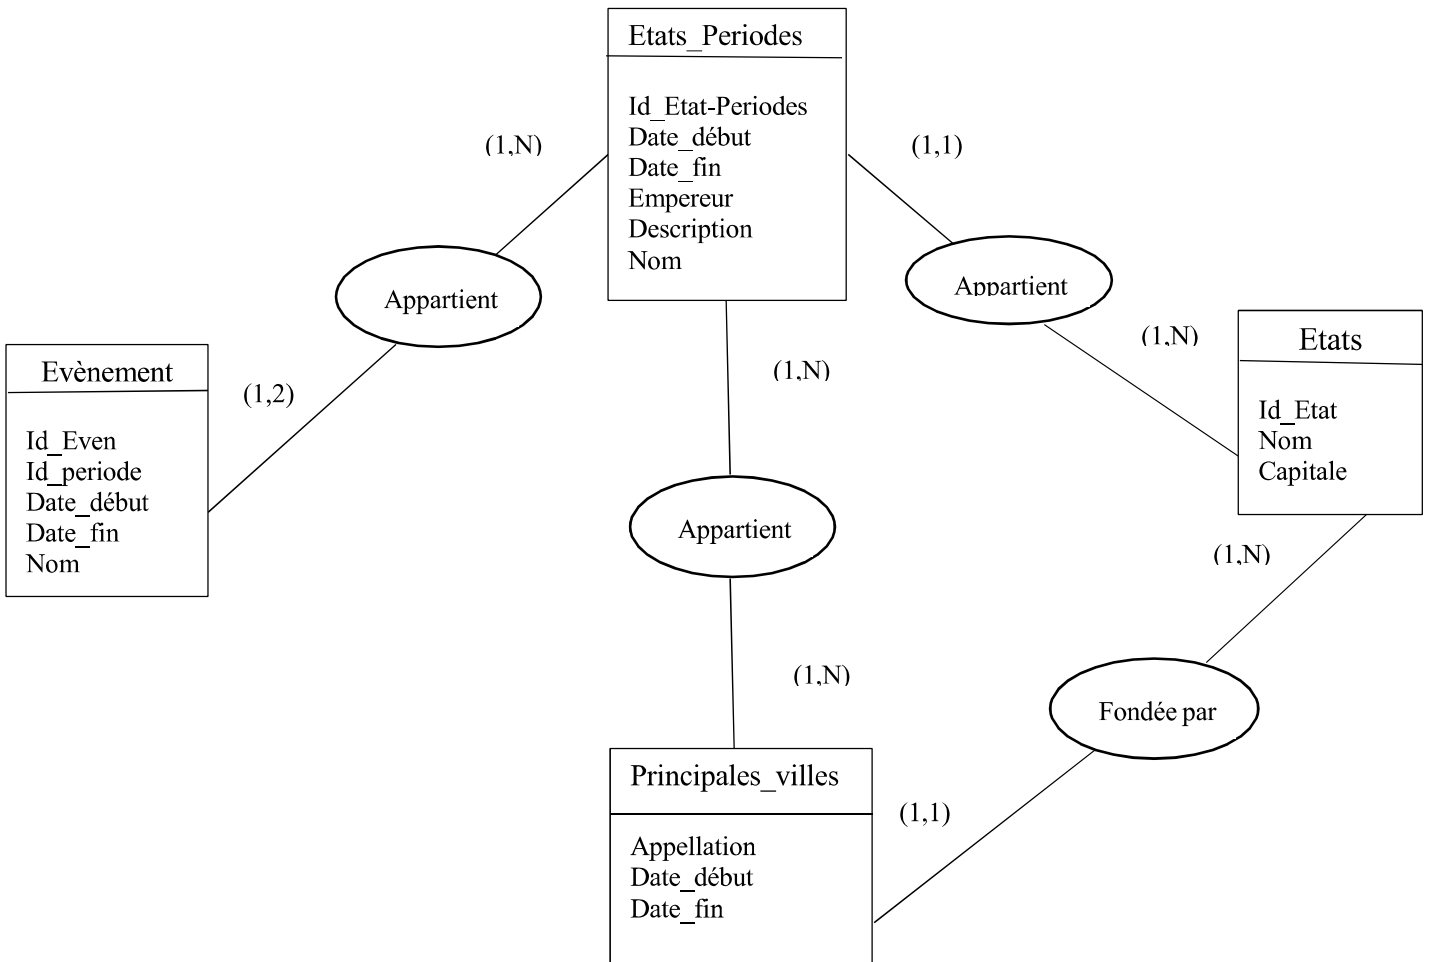 Etats_Periodes
Id_Etat-Periodes
Date_début
Date_fin
Empereur
Description
Nom
(1,N)
(1,1)
Appartient
Appartient
(1,N)
Etats
Id_Etat
Nom
Capitale
Evènement
Id_Even
Id_periode
Date_début
Date_fin
Nom
(1,2)
(1,N)
Appartient
(1,N)
(1,N)
Fondée par
(1,1)
Principales_villes
Appellation
Date_début
Date_fin